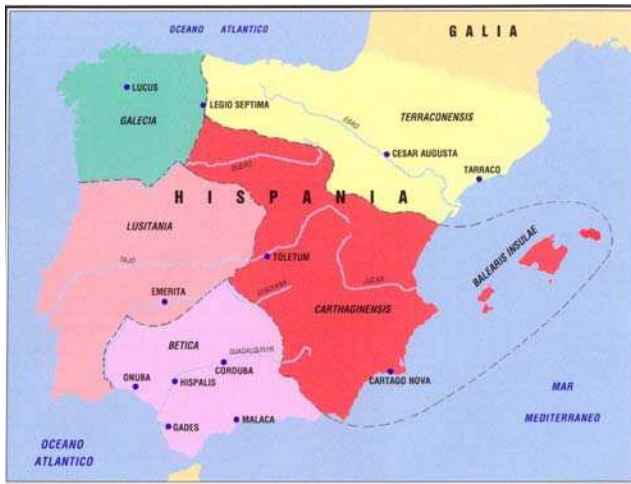 OCEANO ATLANTICO
GALIA
LUCUS
LEGIO SEPTIMA
GALECIA
EBRO
TERRACONENSIS
CESAR AUGUSTA
TARRACO
DUERO
HISPANIA
LUSITANIA
BALEARIS INSULAE
TAJO
TOLETUM
GUADIANA
JUCAR
EMERITA
CARTHAGINENSIS
BETICA
GUADALQUIVIR
CORDUBA
ONUBA
HISPALIS
CARTAGO NOVA
MAR
MEDITERRANEO
GADES
MALACA
OCEANO
ATLANTICO